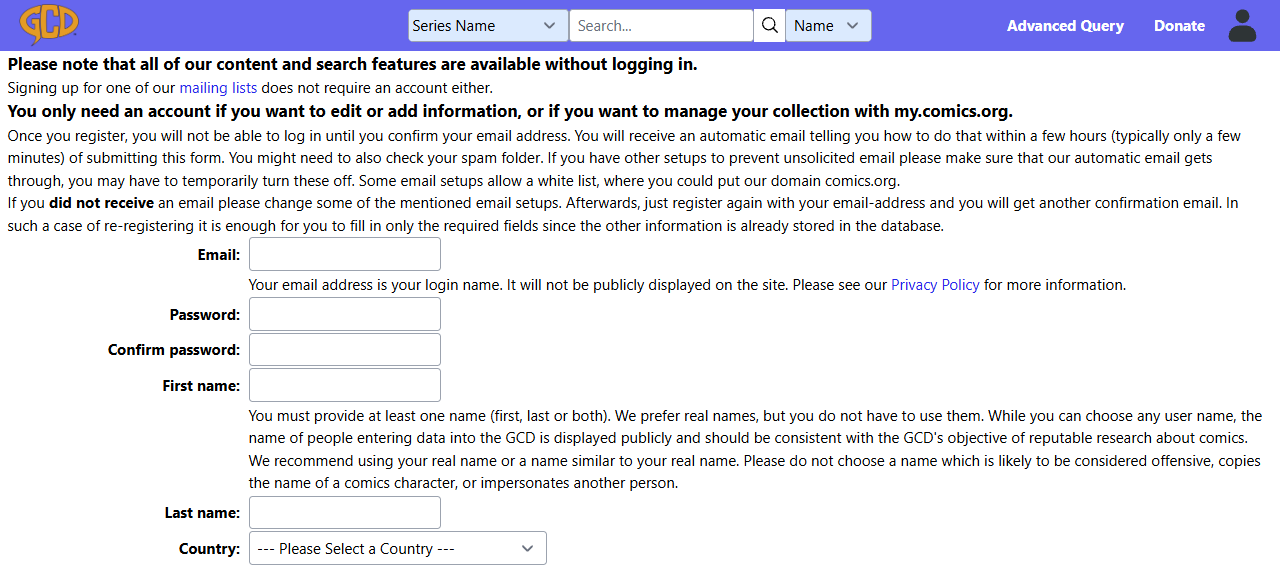 GCD
Series Name
Search...
Name
Advanced Query
Donate
Please note that all of our content and search features are available without logging in.
Signing up for one of our mailing lists does not require an account either.
You only need an account if you want to edit or add information, or if you want to manage your collection with my.comics.org.
Once you register, you will not be able to log in until you confirm your email address. You will receive an automatic email telling you how to do that within a few hours (typically only a few
minutes) of submitting this form. You might need to also check your spam folder. If you have other setups to prevent unsolicited email please make sure that our automatic email gets
through, you may have to temporarily turn these off. Some email setups allow a white list, where you could put our domain comics.org.
If you did not receive an email please change some of the mentioned email setups. Afterwards, just register again with your email-address and you will get another confirmation email. In
such a case of re-registering it is enough for you to fill in only the required fields since the other information is already stored in the database.
Email:
Your email address is your login name. It will not be publicly displayed on the site. Please see our Privacy Policy for more information.
Password:
Confirm password:
First name:
You must provide at least one name (first, last or both). We prefer real names, but you do not have to use them. While you can choose any user name, the
name of people entering data into the GCD is displayed publicly and should be consistent with the GCD's objective of reputable research about comics.
We recommend using your real name or a name similar to your real name. Please do not choose a name which is likely to be considered offensive, copies
the name of a comics character, or impersonates another person.
Last name:
Country:
--- Please Select a Country ---